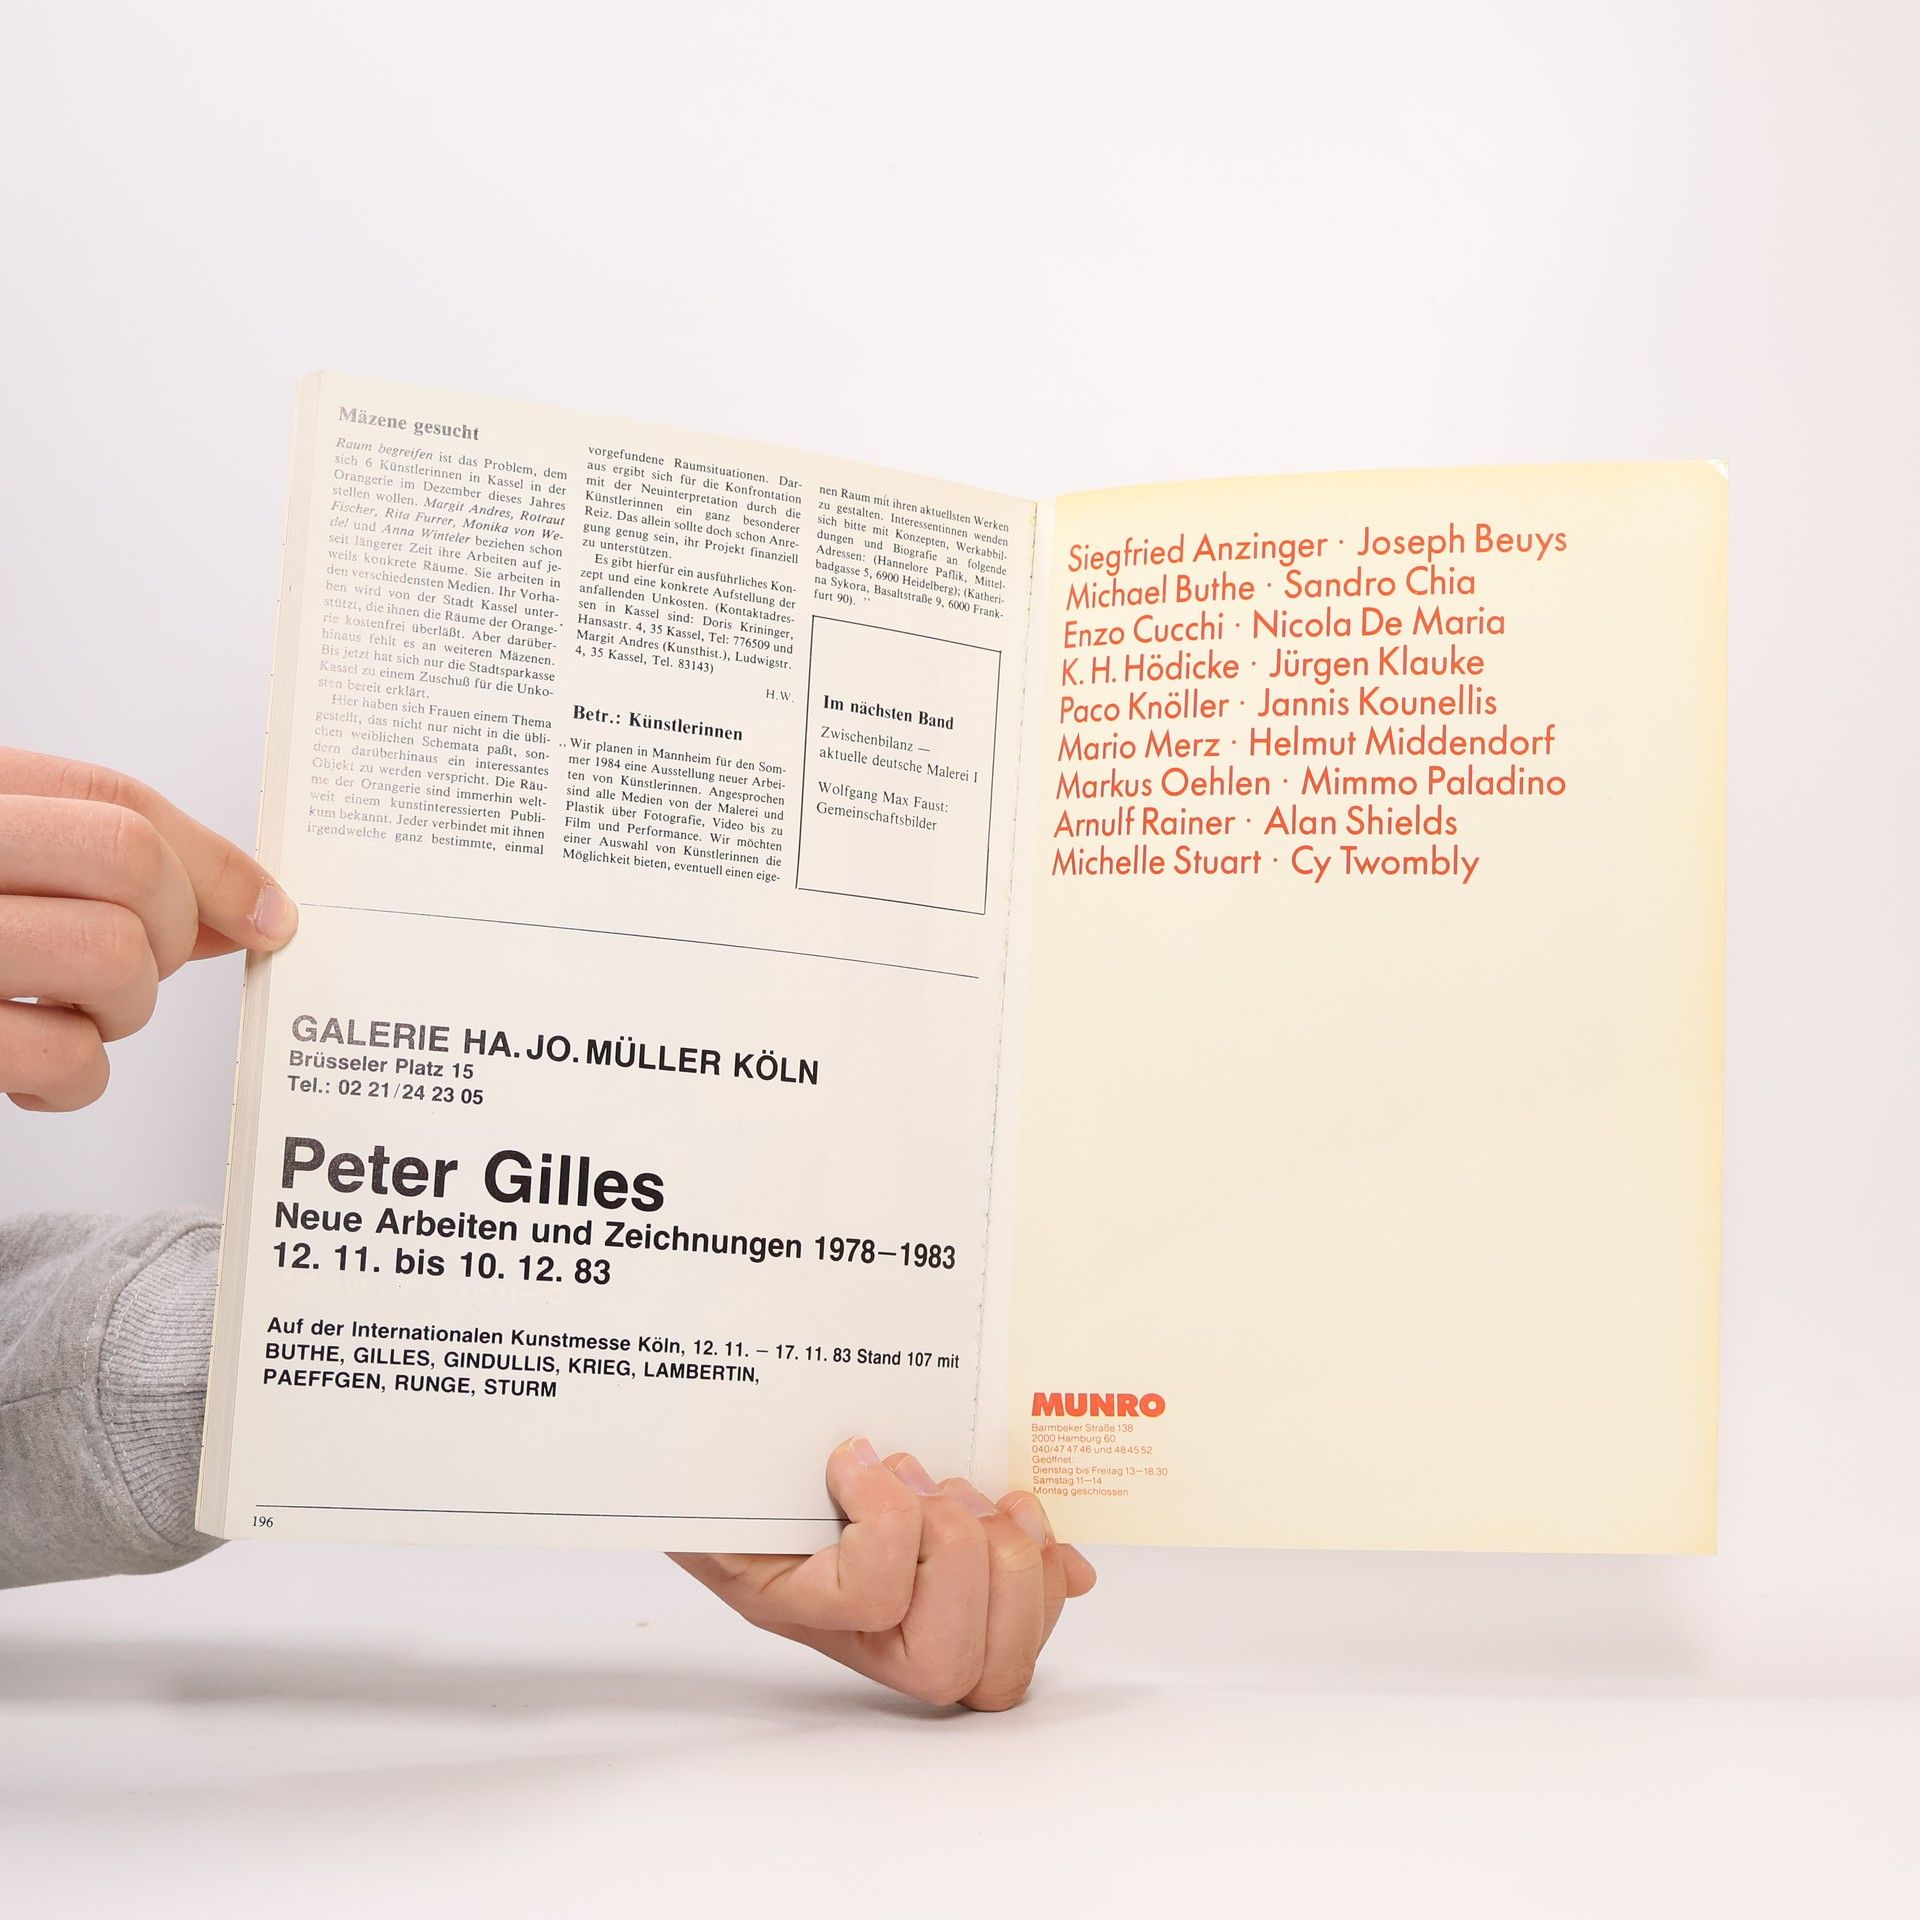 Mäzene gesucht
Raum begreifen ist das Problem, dem
sich 6 Künstlerinnen in Kassel in der
Orangerie im Dezember dieses Jahres
stellen wollen. Margit Andres, Rotraut
Fischer, Rita Furrer, Monika von We-
del und Anna Winteler beziehen schon
seit längerer Zeit ihre Arbeiten auf je-
weils konkrete Räume. Sie arbeiten in
den verschiedensten Medien. Ihr Vorha-
ben wird von der Stadt Kassel unter-
stützt, die ihnen die Räume der Orange-
rie kostenfrei überläßt. Aber darüber-
hinaus fehlt es an weiteren Mäzenen.
Bis jetzt hat sich nur die Stadtsparkasse
Kassel zu einem Zuschuß für die Unko-
sten bereit erklärt.
Hier haben sich Frauen einem Thema
gestellt, das nicht nur nicht in die übli-
chen weiblichen Schemata paßt, son-
dern darüberhinaus ein interessantes
Objekt zu werden verspricht. Die Räu-
me der Orangerie sind immerhin welt-
weit einem kunstinteressierten Publi-
kum bekannt. Jeder verbindet mit ihnen
irgendwelche ganz bestimmte, einmal
vorgefundene Raumsituationen. Dar-
aus ergibt sich für die Konfrontation
mit der Neuinterpretation durch die
Künstlerinnen ein ganz besonderer
Reiz. Das allein sollte doch schon Anre-
gung genug sein, ihr Projekt finanziell
zu unterstützen.
Es gibt hierfür ein ausführliches Kon-
zept und eine konkrete Aufstellung der
anfallenden Unkosten. (Kontaktadres-
sen in Kassel sind: Doris Krininger,
Hansastr. 4, 35 Kassel, Tel: 776509 und
Margit Andres (Kunsthist.), Ludwigstr.
4, 35 Kassel, Tel. 83143)
H.W.
Betr.: Künstlerinnen
,,Wir planen in Mannheim für den Som-
mer 1984 eine Ausstellung neuer Arbei-
ten von Künstlerinnen. Angesprochen
sind alle Medien von der Malerei und
Plastik über Fotografie, Video bis zu
Film und Performance. Wir möchten
einer Auswahl von Künstlerinnen die
Möglichkeit bieten, eventuell einen eige-
nen Raum mit ihren aktuellsten Werken
zu gestalten. Interessentinnen wenden
sich bitte mit Konzepten, Werkabbil-
dungen und Biografie an folgende
Adressen: (Hannelore Paflik, Mittel-
badgasse 5, 6900 Heidelberg); (Katheri-
na Sykora, Basaltstraße 9, 6000 Frank-
furt 90). ''
Im nächsten Band
Zwischenbilanz —
aktuelle deutsche Malerei I
Wolfgang Max Faust:
Gemeinschaftsbilder
GALERIE HA. JO. MÜLLER KÖLN
Brüsseler Platz 15
Tel.: 02 21/24 23 05
Peter Gilles
Neue Arbeiten und Zeichnungen 1978–1983
12. 11. bis 10. 12. 83
Auf der Internationalen Kunstmesse Köln, 12. 11. – 17. 11. 83 Stand 107 mit
BUTHE, GILLES, GINDULLIS, KRIEG, LAMBERTIN,
PAEFFGEN, RUNGE, STURM
196
Siegfried Anzinger · Joseph Beuys
Michael Buthe · Sandro Chia
Enzo Cucchi · Nicola De Maria
K. H. Hödicke · Jürgen Klauke
Paco Knöller · Jannis Kounellis
Mario Merz · Helmut Middendorf
Markus Oehlen · Mimmo Paladino
Arnulf Rainer · Alan Shields
Michelle Stuart · Cy Twombly
MUNRO
Barmbeker Straße 138
2000 Hamburg 60
040/47 47 46 und 48 45 52
Geöffnet:
Dienstag bis Freitag 13–18.30
Samstag 11–14
Montag geschlossen